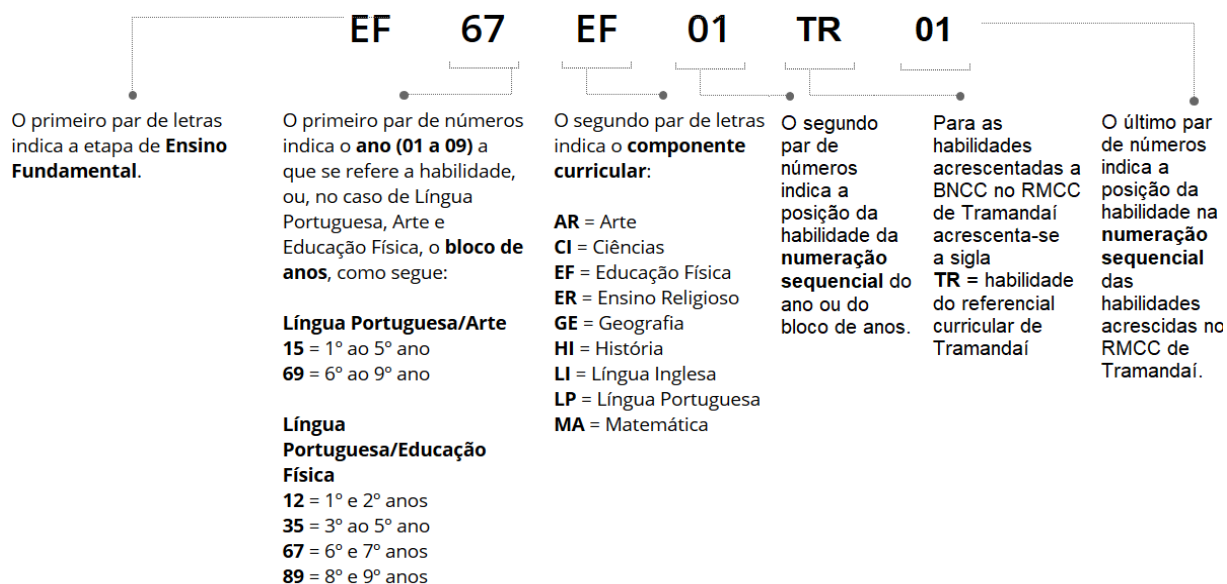 EF 67 EF 01 TR 01
O primeiro par de letras
indica a etapa de Ensino
Fundamental.
O primeiro par de números
indica o ano (01 a 09) a
que se refere a habilidade,
ou, no caso de Língua
Portuguesa, Arte e
Educação Física, o bloco de
anos, como segue:
Língua Portuguesa/Arte
15 = 1º ao 5º ano
69 = 6º ao 9º ano
Língua
Portuguesa/Educação
Física
12 = 1º e 2º anos
35 = 3º ao 5º ano
67 = 6º e 7º anos
89 = 8º e 9º anos
O segundo par de letras
indica o componente
curricular:
AR = Arte
CI = Ciências
EF = Educação Física
ER = Ensino Religioso
GE = Geografia
HI = História
LI = Língua Inglesa
LP = Língua Portuguesa
MA = Matemática
O segundo
par de
números
indica a
posição da
habilidade da
numeração
sequencial do
ano ou do
bloco de anos.
Para as
habilidades
acrescentadas a
BNCC no RMCC
de Tramandaí
acrescenta-se
a sigla
TR = habilidade
do referencial
curricular de
Tramandaí
O último par
de números
indica a
posição da
habilidade na
numeração
sequencial
das
habilidades
acrescidas no
RMCC de
Tramandaí.